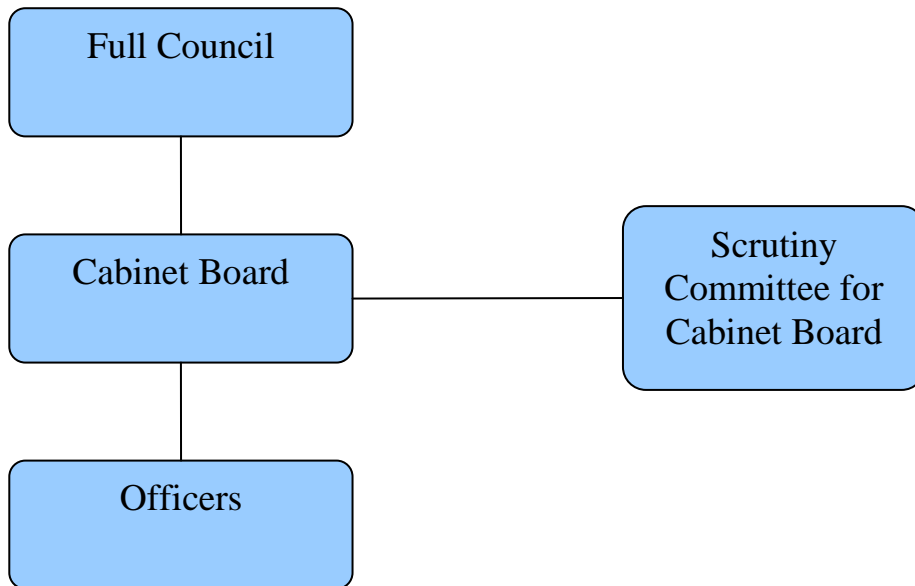 Full Council
Cabinet Board
Scrutiny
Committee for
Cabinet Board
Officers